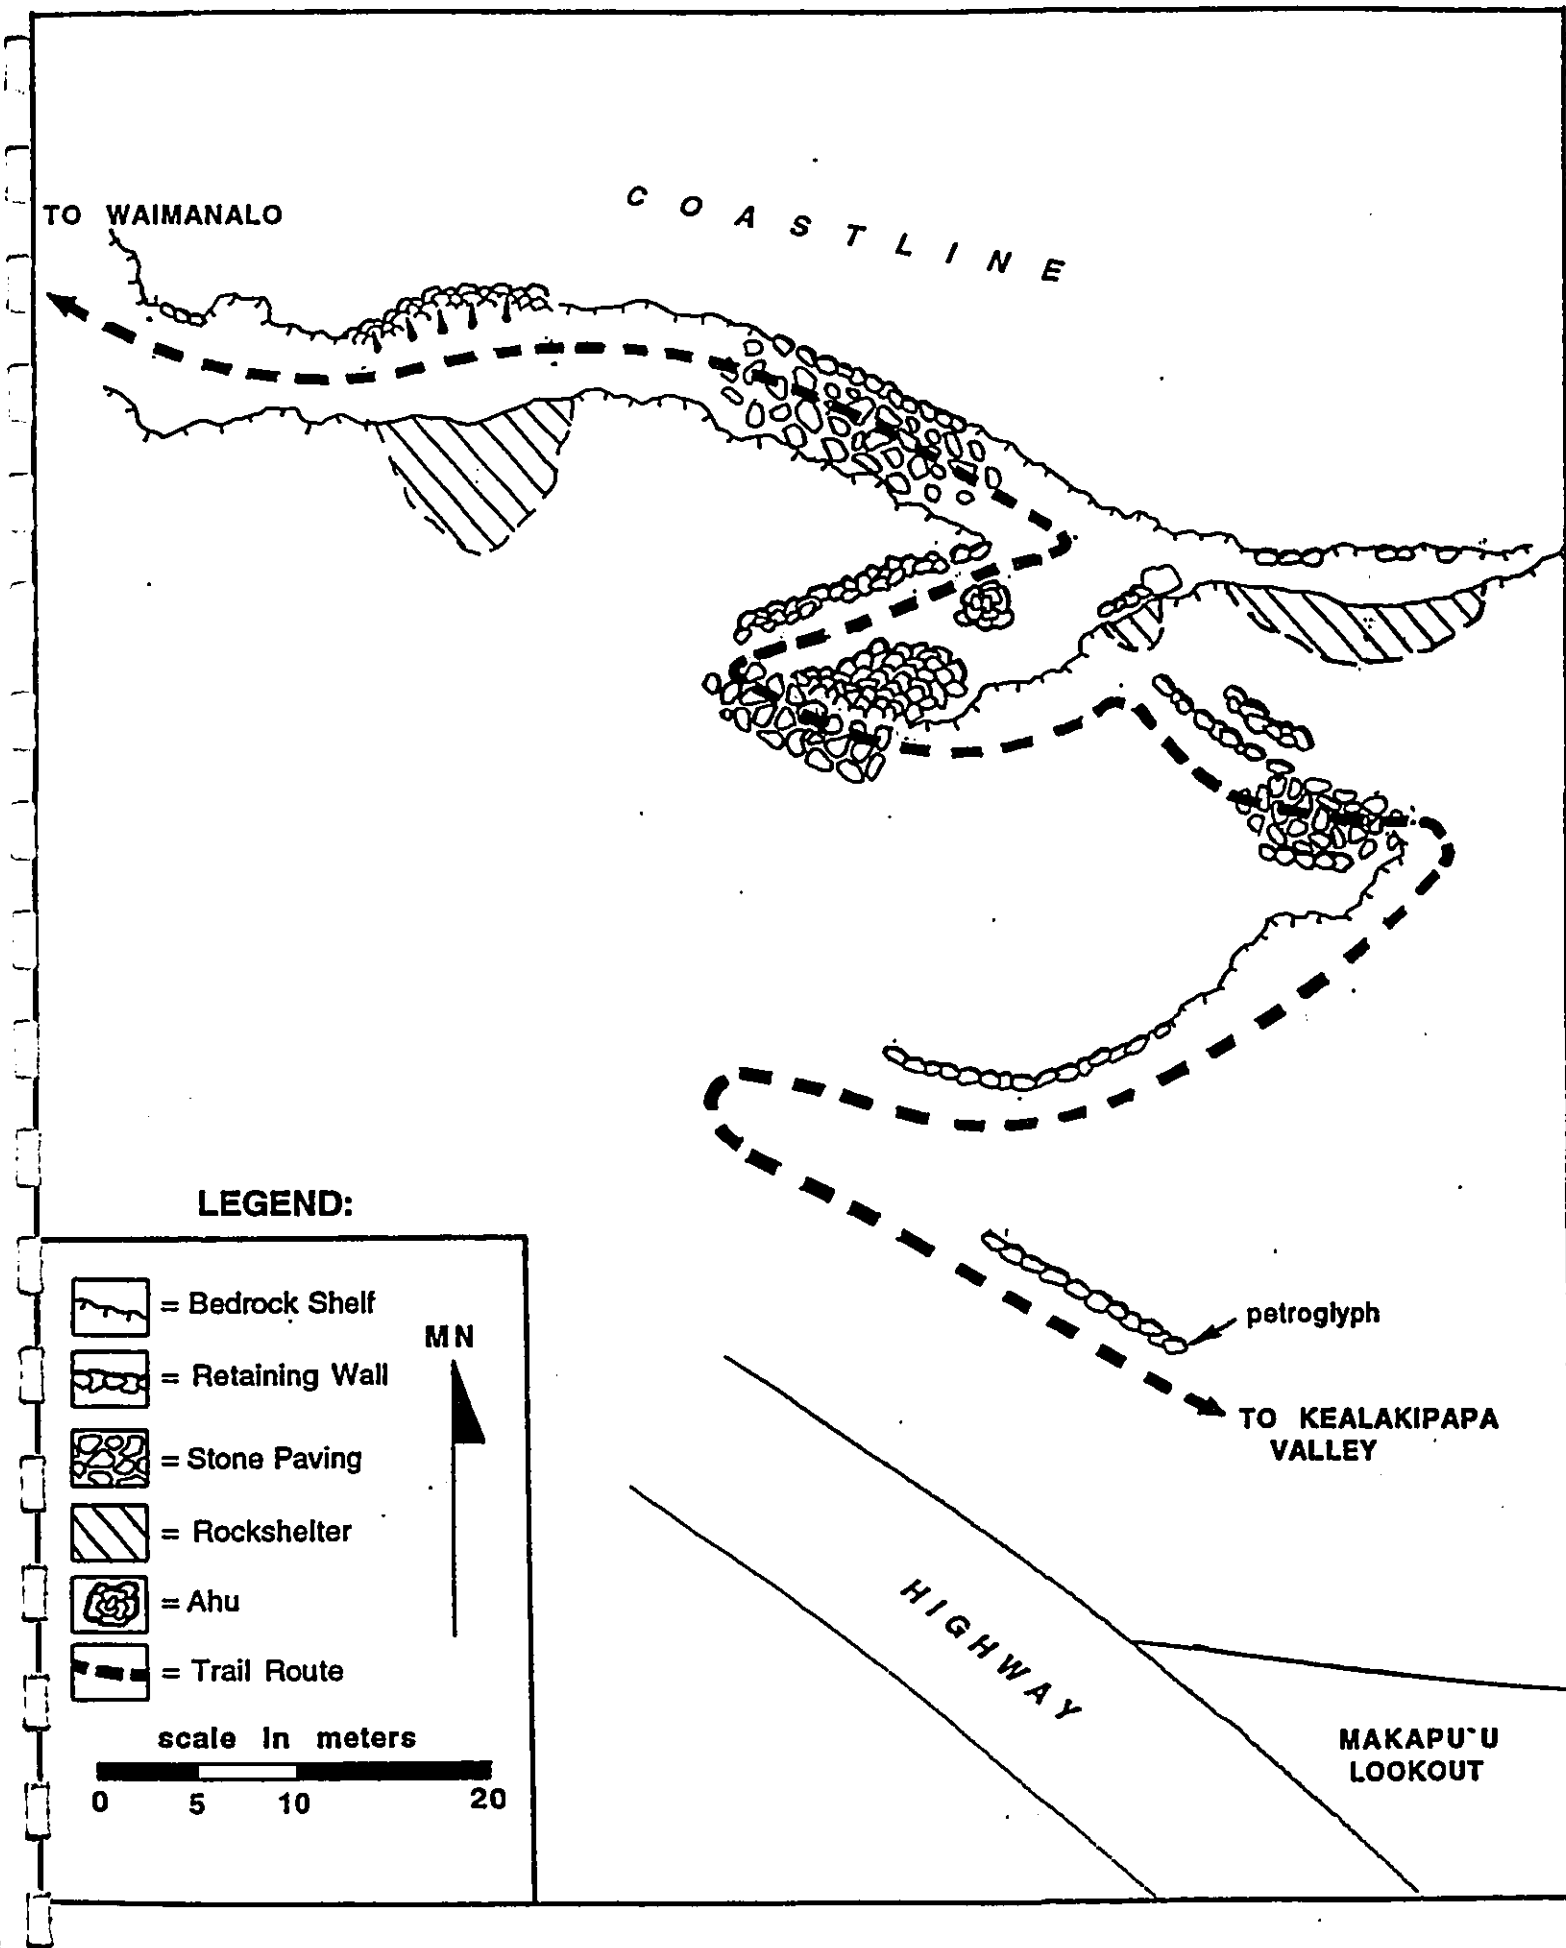 TO WAIMANALO
COASTLINE
LEGEND:
= Bedrock Shelf
= Retaining Wall
= Stone Paving
= Rockshelter
= Ahu
= Trail Route
MN
scale in meters
0 5 10 20
petroglyph
TO KEALAKIPAPA
VALLEY
HIGHWAY
MAKAPU`U
LOOKOUT